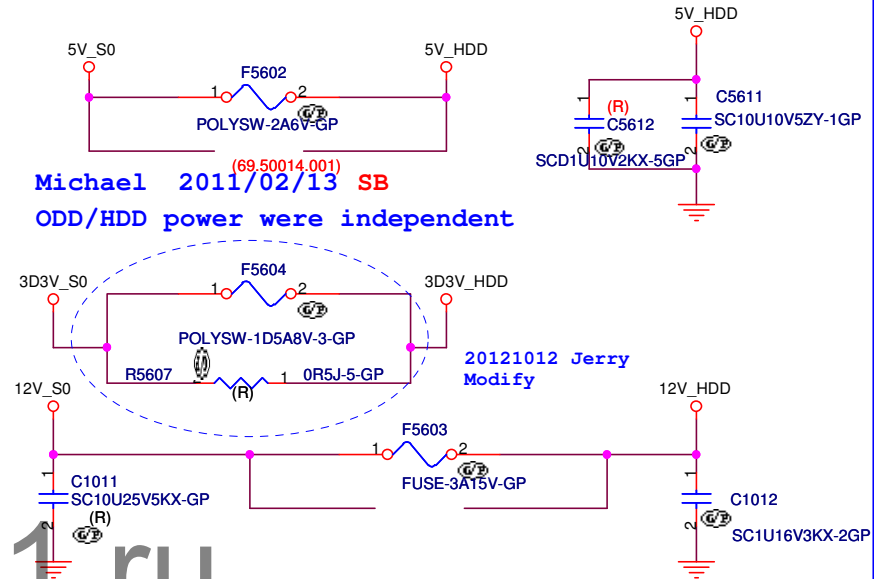 5V_S0
5V_HDD
F5602
1
2
G/P
POLYSW-2A6V-GP
(69.50014.001)
5V_HDD
1
(R)
C5612
2
G/P
SCD1U10V2KX-5GP
1
C5611
SC10U10V5ZY-1GP
2
G/P
Michael 2011/02/13 SB
ODD/HDD power were independent
3D3V_S0
3D3V_HDD
F5604
1
2
G/P
POLYSW-1D5A8V-3-GP
R5607
G/P
(R)
1
0R5J-5-GP
20121012 Jerry
Modify
12V_S0
12V_HDD
F5603
1
2
G/P
FUSE-3A15V-GP
1
C1011
SC10U25V5KX-GP
(R)
2
G/P
1
C1012
2
G/P
SC1U16V3KX-2GP
1.ru